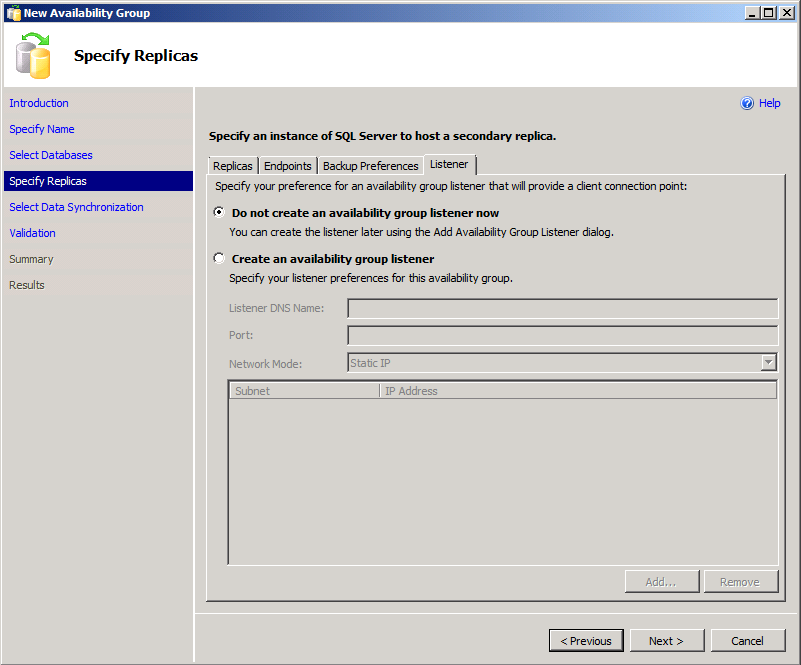 New Availability Group
Specify Replicas
Introduction
Specify Name
Select Databases
Specify Replicas
Select Data Synchronization
Validation
Summary
Results
Help
Specify an instance of SQL Server to host a secondary replica.
Replicas Endpoints Backup Preferences Listener
Specify your preference for an availability group listener that will provide a client connection point:
Do not create an availability group listener now
You can create the listener later using the Add Availability Group Listener dialog.
Create an availability group listener
Specify your listener preferences for this availability group.
Listener DNS Name:
Port:
Network Mode: Static IP
Subnet IP Address
Add... Remove
< Previous Next > Cancel